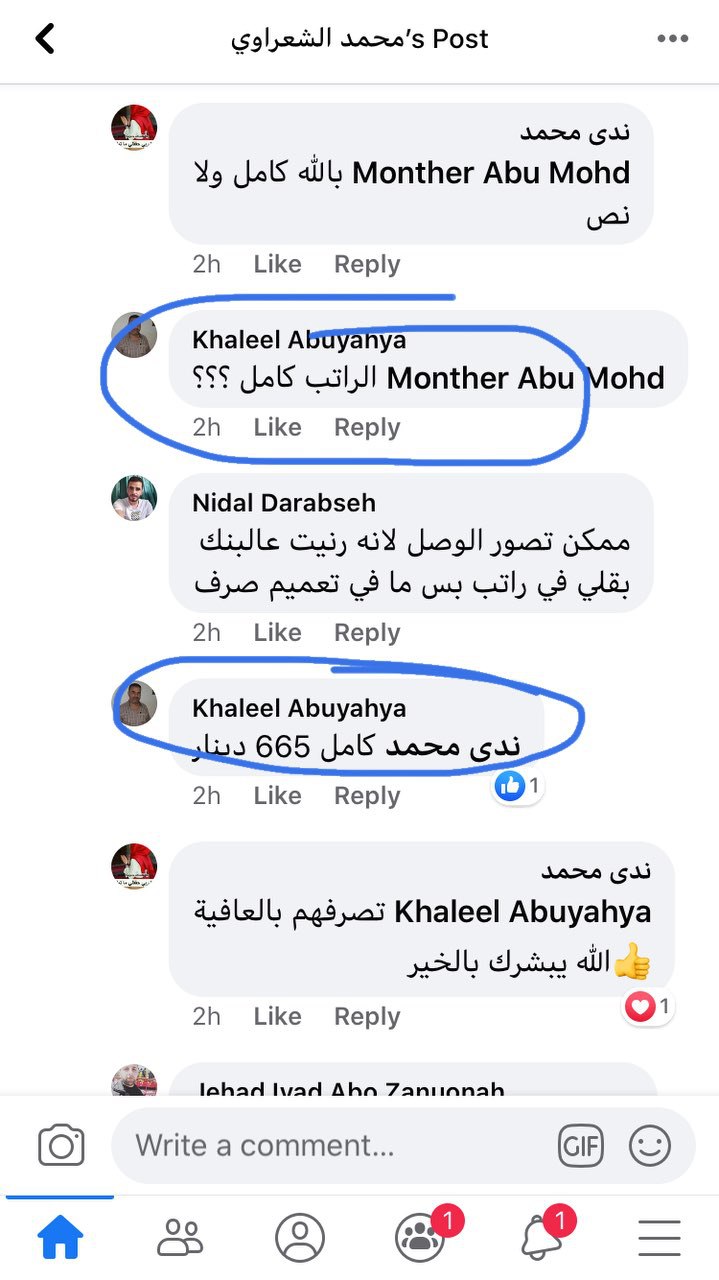 محمد الشعراوي's Post
ندى محمد
Monther Abu Mohd بالله كامل ولا
نص
2h Like Reply
Khaleel Abuyahya
Monther Abu Mohd الراتب كامل ؟؟؟
2h Like Reply
Nidal Darabseh
ممكن تصور الوصل لانه رنيت عالبنك
بقلي في راتب بس ما في تعميم صرف
2h Like Reply
Khaleel Abuyahya
ندى محمد كامل 665 دينار
2h Like Reply 1
ندى محمد
Khaleel Abuyahya تصرفهم بالعافية
👍الله يبشرك بالخير
2h Like Reply 1
Jehad Iyad Abo Zanuonah
Write a comment... GIF
1 1